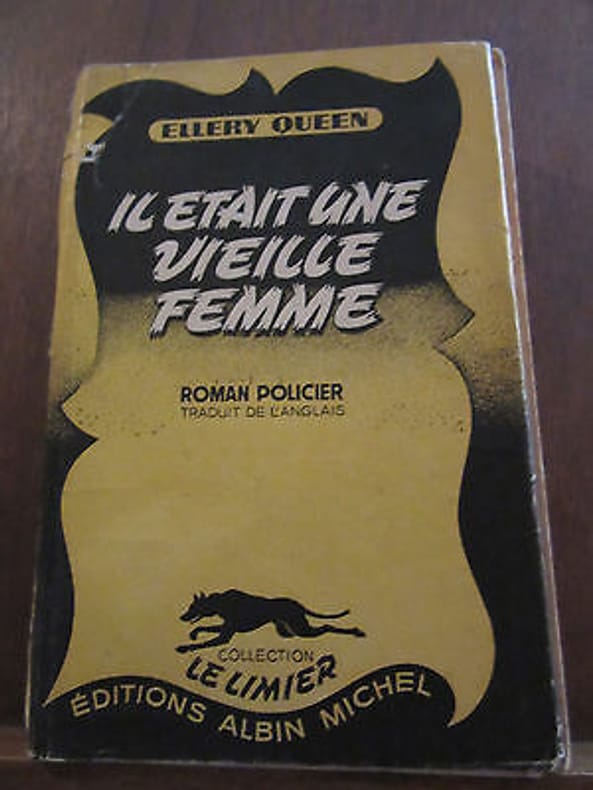 ELLERY QUEEN
IL ETAIT UNE
VIEILLE
FEMME
ROMAN POLICIER
TRADUIT DE L'ANGLAIS
COLLECTION
LE LIMIER
ÉDITIONS ALBIN MICHEL